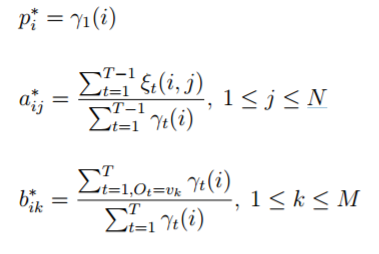 p_i^* = γ_1(i)
a_{ij}^* = \frac{\sum_{t=1}^{T-1} ξ_t(i, j)}{\sum_{t=1}^{T-1} γ_t(i)}, 1 ≤ j ≤ N
b_{ik}^* = \frac{\sum_{t=1,O_t=v_k}^{T} γ_t(i)}{\sum_{t=1}^{T} γ_t(i)}, 1 ≤ k ≤ M